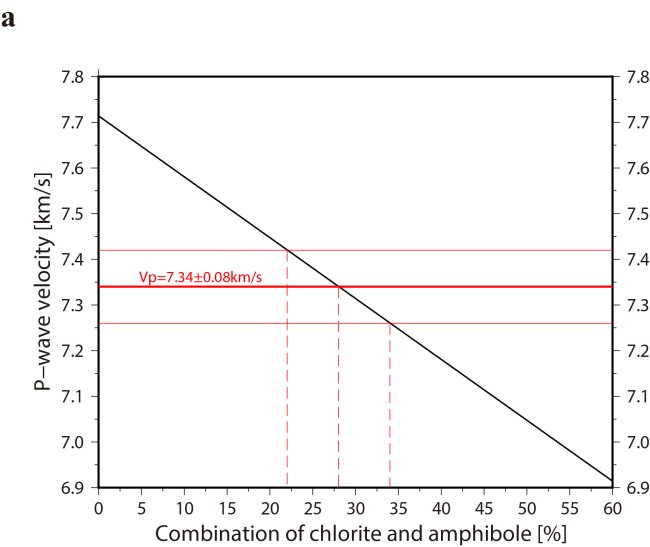 a
7.8 7.8
7.7 7.7
7.6 7.6
7.5 7.5
7.4 7.4
Vp=7.34±0.08km/s
7.3 7.3
7.2 7.2
7.1 7.1
7.0 7.0
6.9 6.9
P−wave velocity [km/s]
0 5 10 15 20 25 30 35 40 45 50 55 60
Combination of chlorite and amphibole [%]